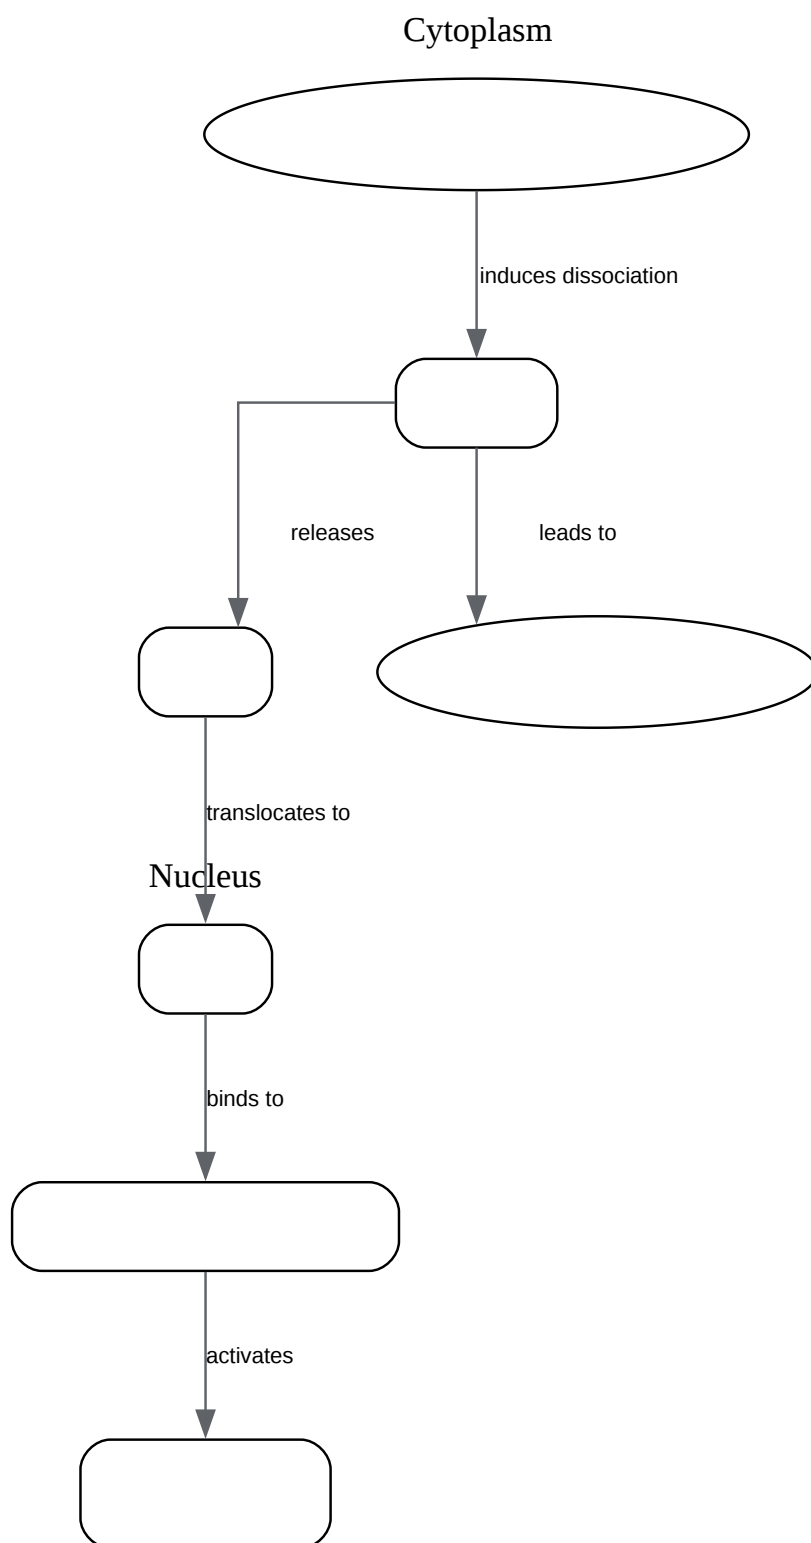 Cytoplasm
induces dissociation
releases
leads to
translocates to
Nucleus
binds to
activates